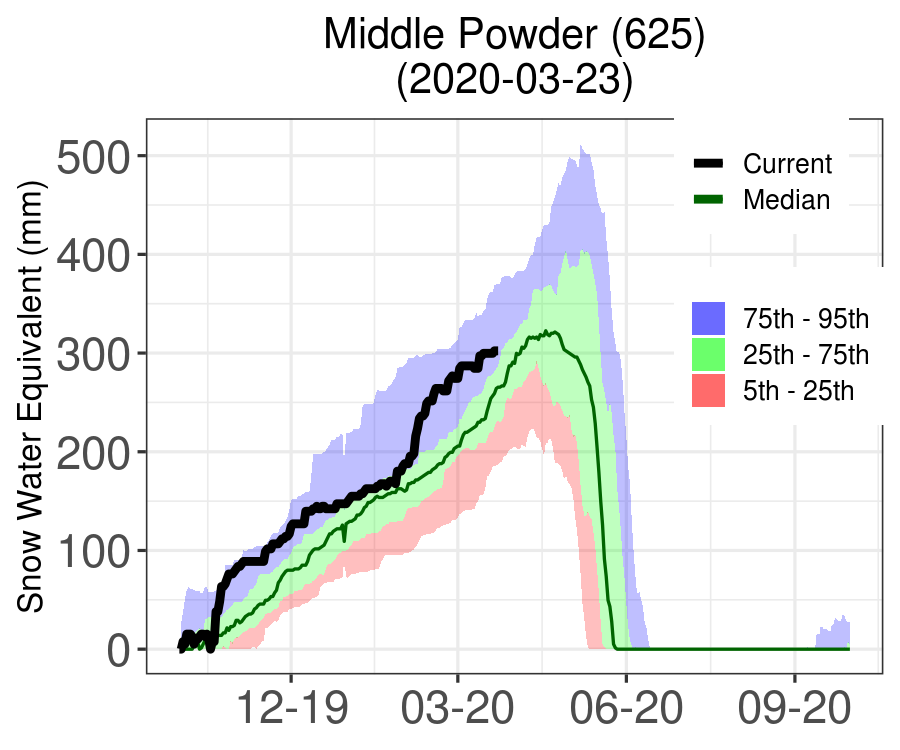 Middle Powder (625)
(2020-03-23)
Snow Water Equivalent (mm)
500
400
300
200
100
0
12-19
03-20
06-20
09-20
Current
Median
75th - 95th
25th - 75th
5th - 25th